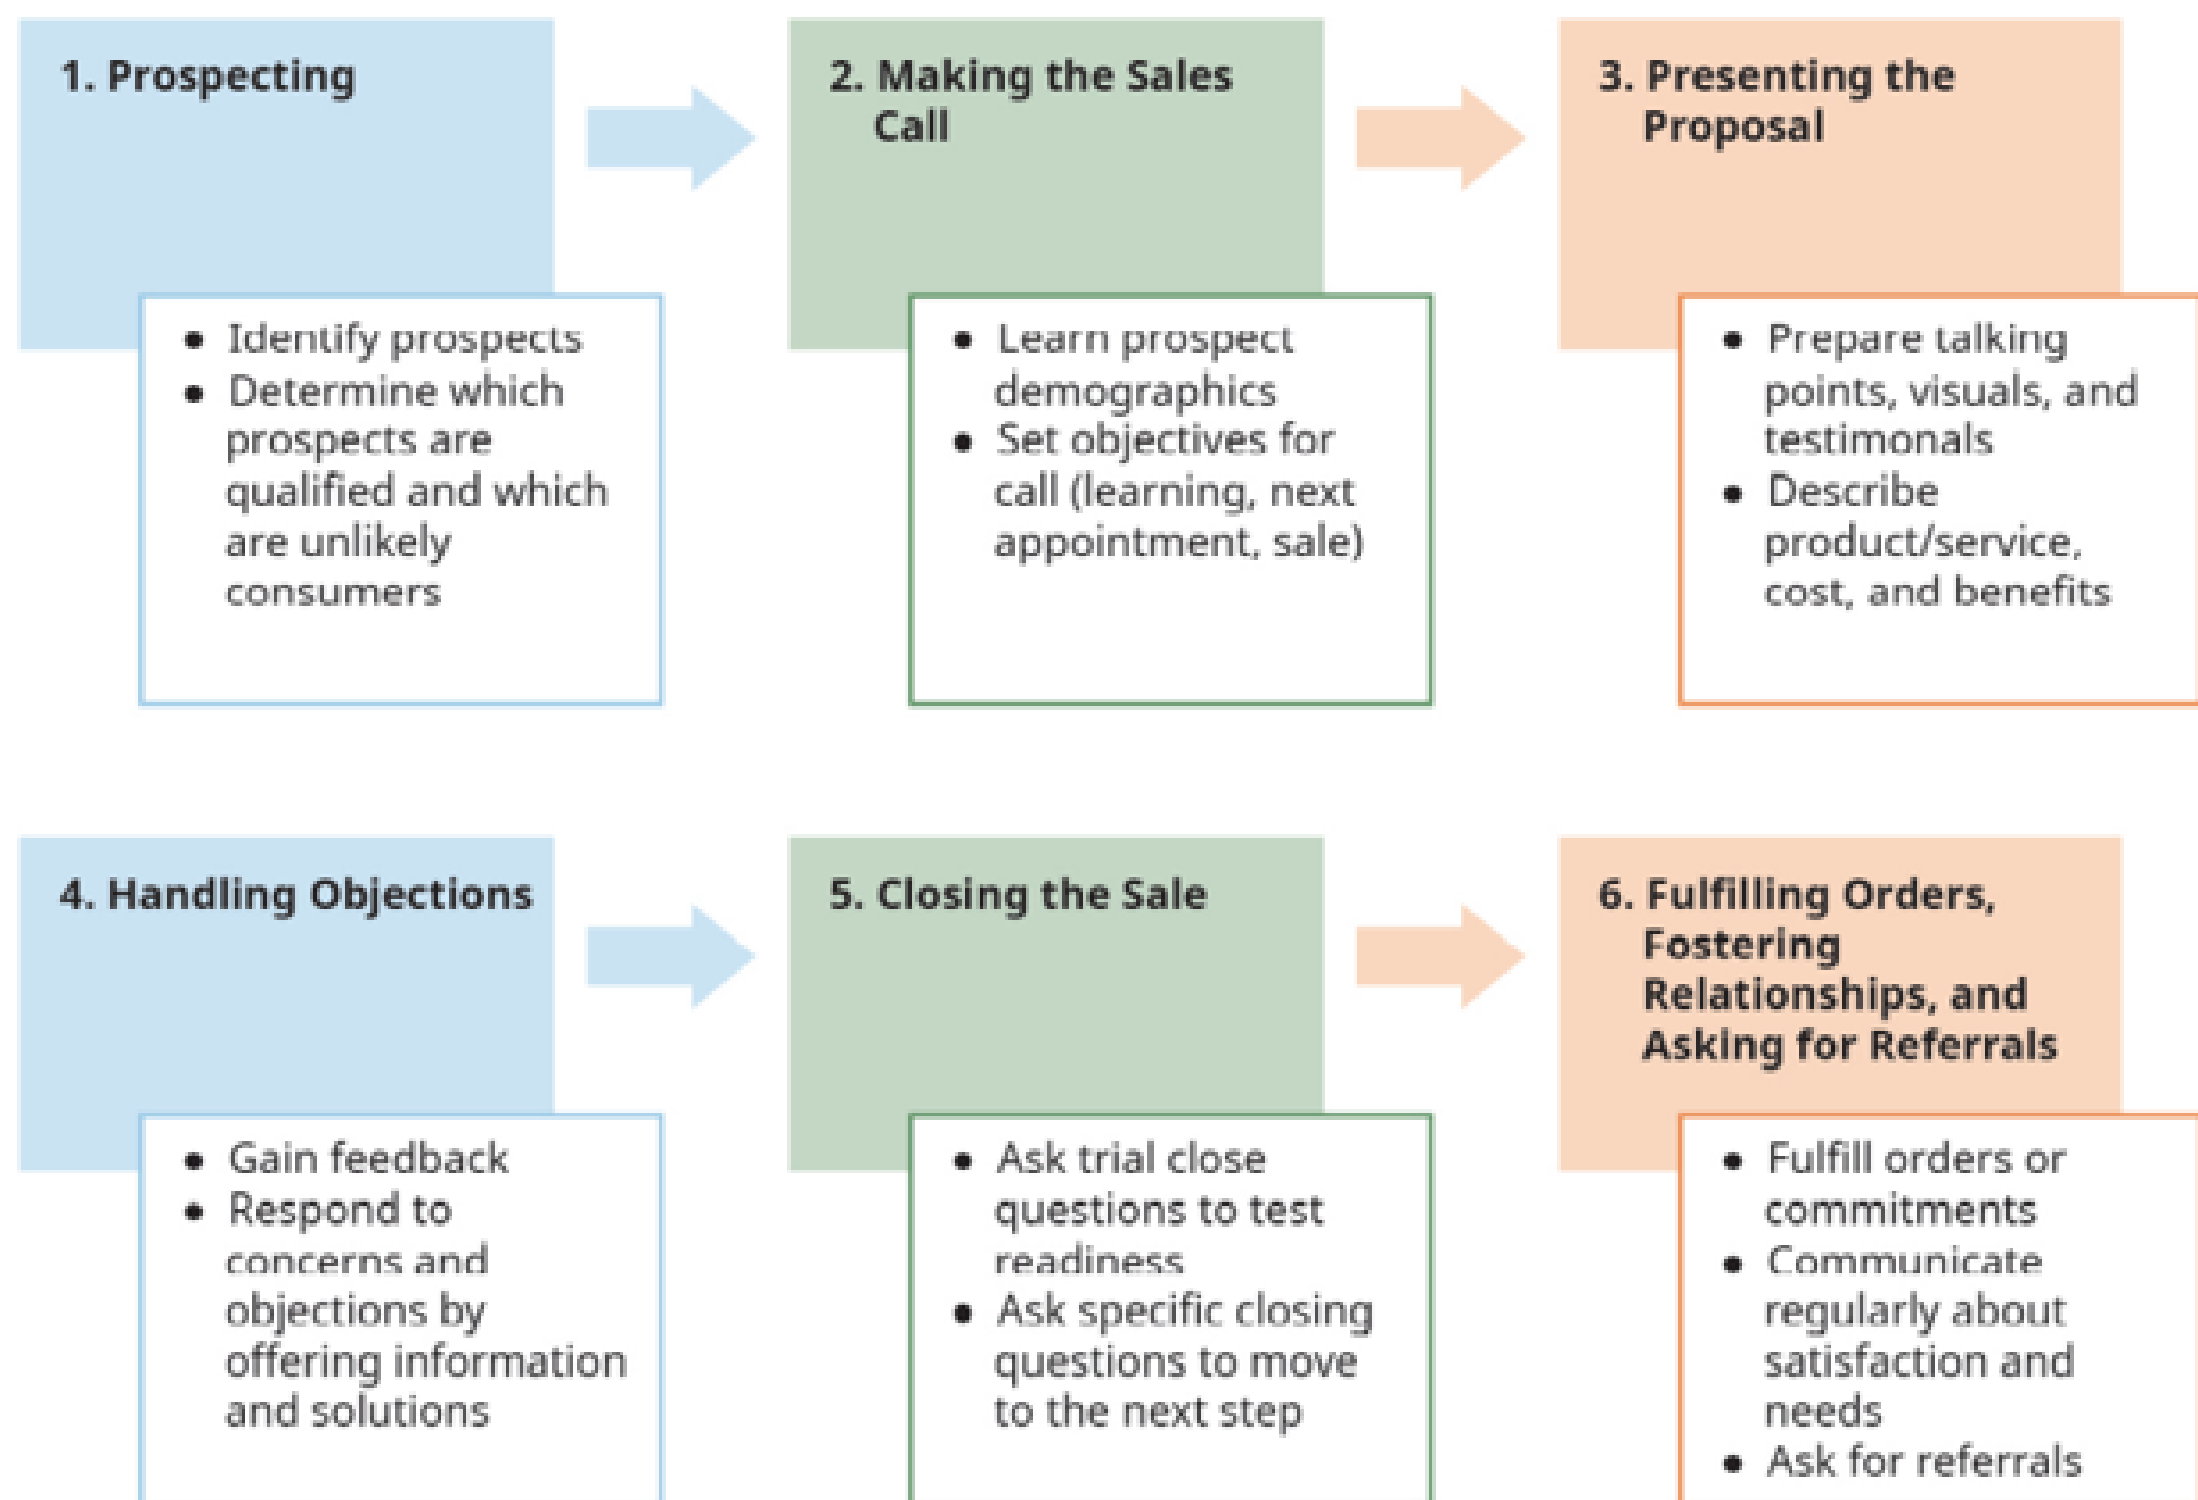 1. Prospecting
● Identify prospects
● Determine which
prospects are
qualified and which
are unlikely
consumers
2. Making the Sales
Call
● Learn prospect
demographics
● Set objectives for
call (learning, next
appointment, sale)
3. Presenting the
Proposal
● Prepare talking
points, visuals, and
testimonals
● Describe
product/service,
cost, and benefits
4. Handling Objections
● Gain feedback
● Respond to
concerns and
objections by
offering information
and solutions
5. Closing the Sale
● Ask trial close
questions to test
readiness
● Ask specific closing
questions to move
to the next step
6. Fulfilling Orders,
Fostering
Relationships, and
Asking for Referrals
● Fulfill orders or
commitments
● Communicate
regularly about
satisfaction and
needs
● Ask for referrals